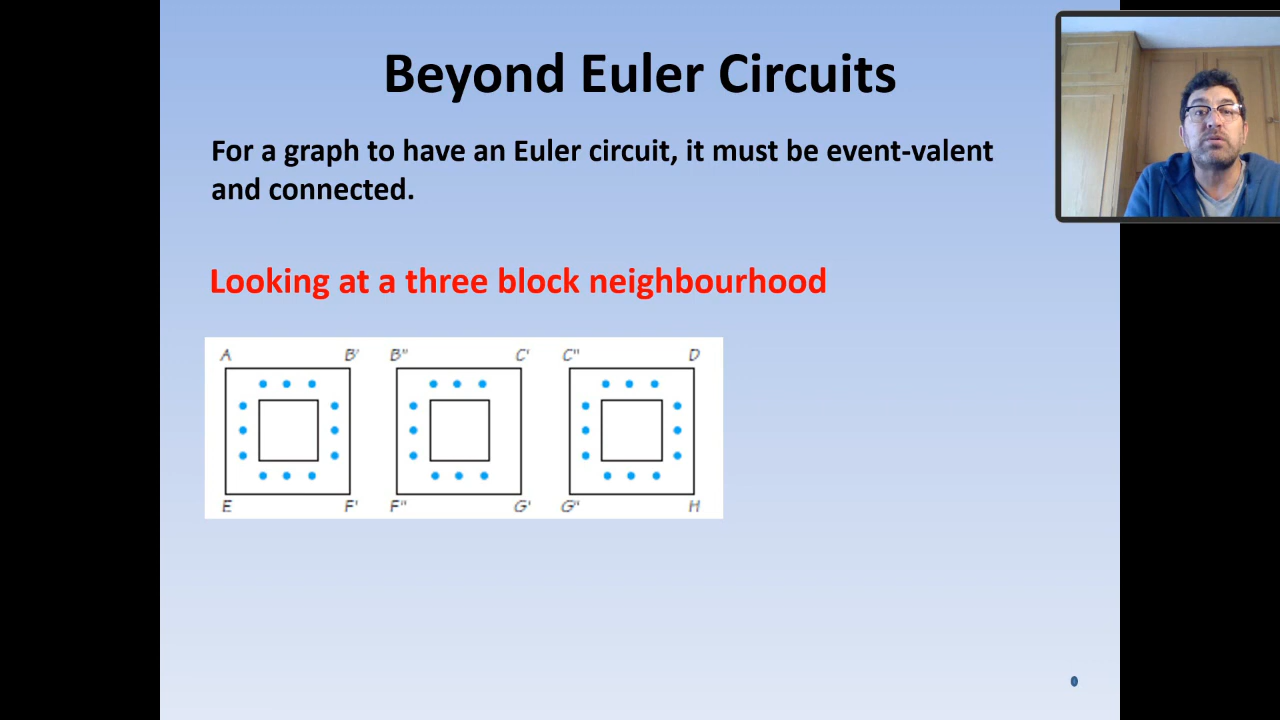 Beyond Euler Circuits
For a graph to have an Euler circuit, it must be event-valent
and connected.
Looking at a three block neighbourhood
A B' B" C' C" D
E F' F" G' G" H